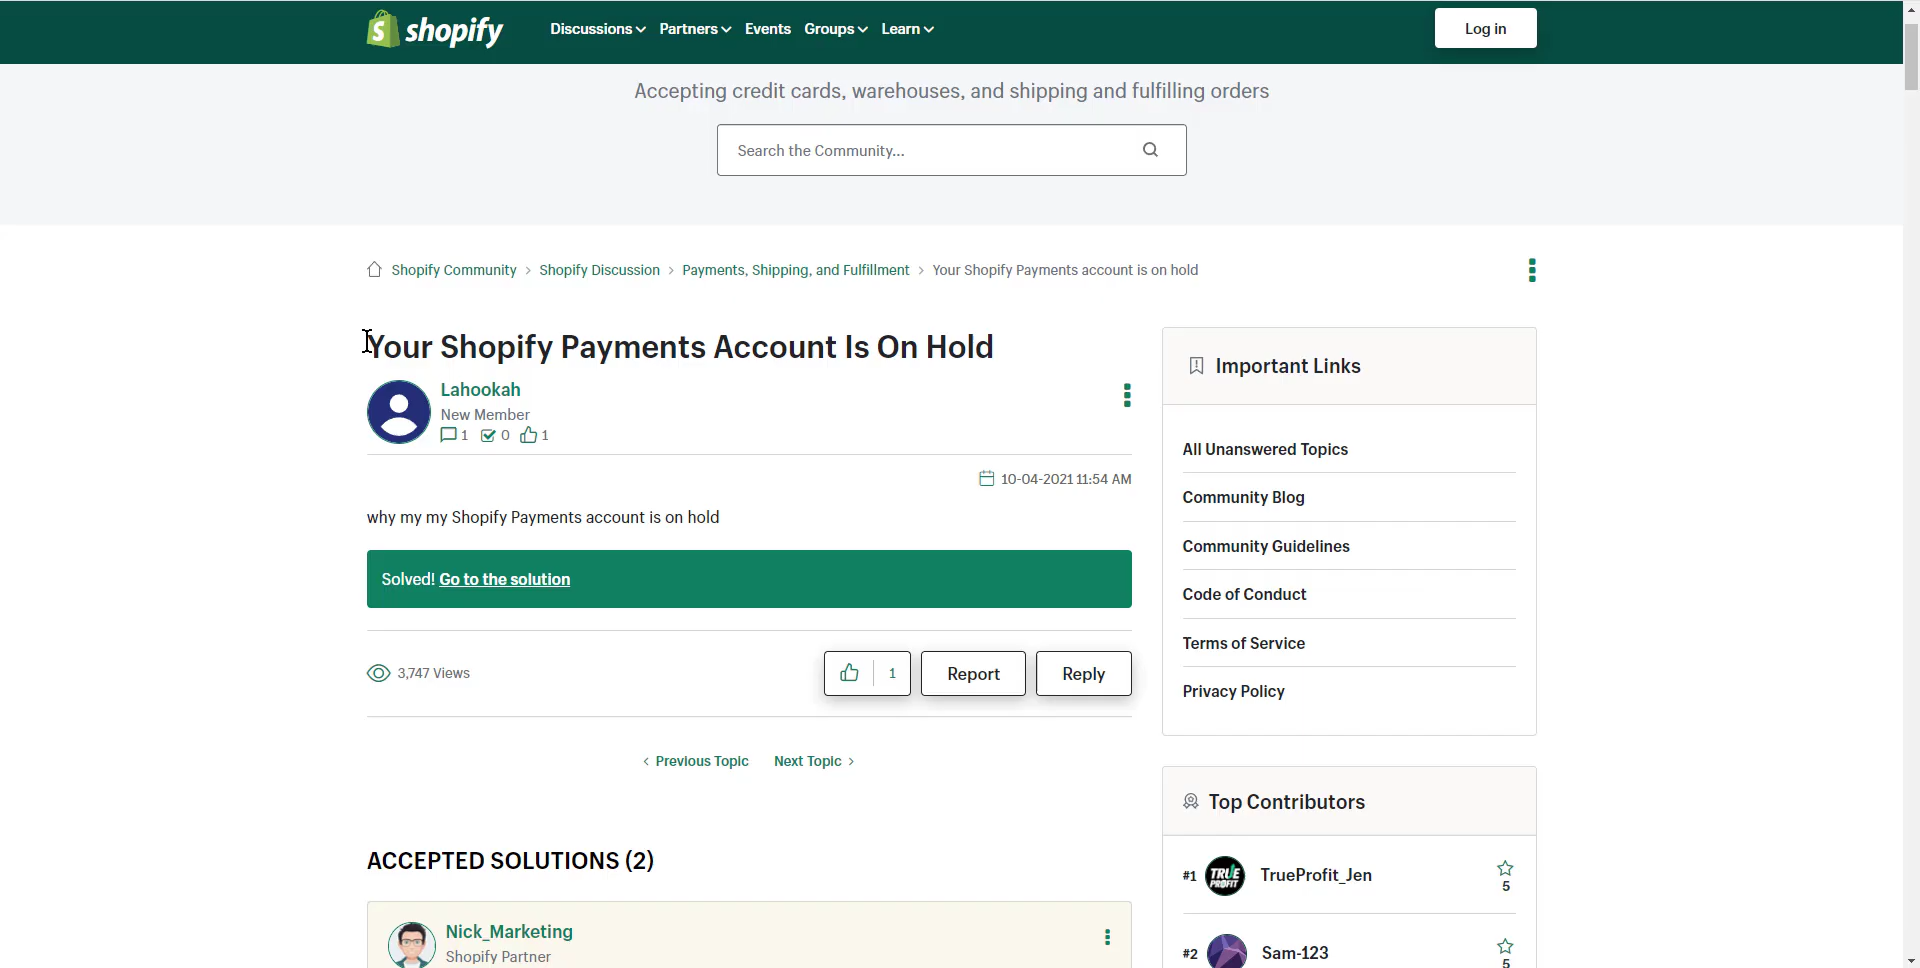 shopify
Discussions Partners Events Groups Learn
Log in
Accepting credit cards, warehouses, and shipping and fulfilling orders
Search the Community...
Shopify Community > Shopify Discussion > Payments, Shipping, and Fulfillment > Your Shopify Payments account is on hold
Your Shopify Payments Account Is On Hold
Lahookah
New Member
1 0 1
10-04-2021 11:54 AM
why my my Shopify Payments account is on hold
Solved! Go to the solution
3,747 Views
1
Report
Reply
< Previous Topic Next Topic >
ACCEPTED SOLUTIONS (2)
Nick_Marketing
Shopify Partner
Important Links
All Unanswered Topics
Community Blog
Community Guidelines
Code of Conduct
Terms of Service
Privacy Policy
Top Contributors
#1 TRUE PROFIT TrueProfit_Jen 5
#2 Sam-123 5